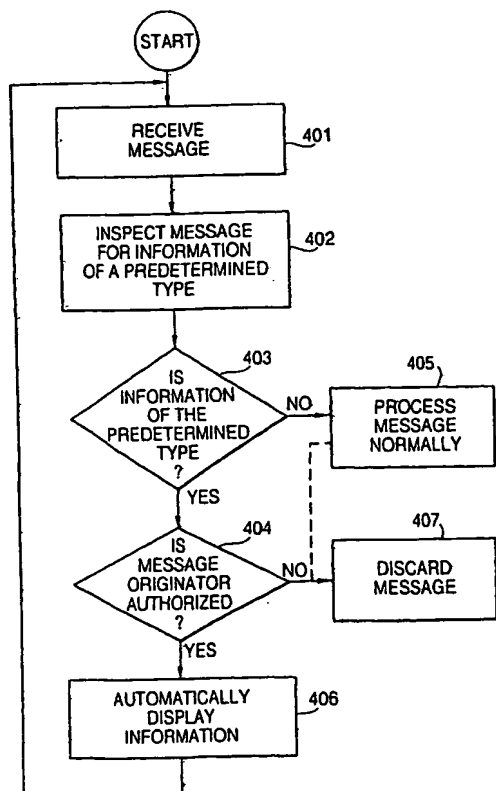 START
RECEIVE
MESSAGE
401
INSPECT MESSAGE
FOR INFORMATION
OF A PREDETERMINED
TYPE
402
403
IS
INFORMATION
OF THE
PREDETERMINED
TYPE
?
NO
YES
405
PROCESS
MESSAGE
NORMALLY
404
IS
MESSAGE
ORIGINATOR
AUTHORIZED
?
NO
YES
407
DISCARD
MESSAGE
AUTOMATICALLY
DISPLAY
INFORMATION
406